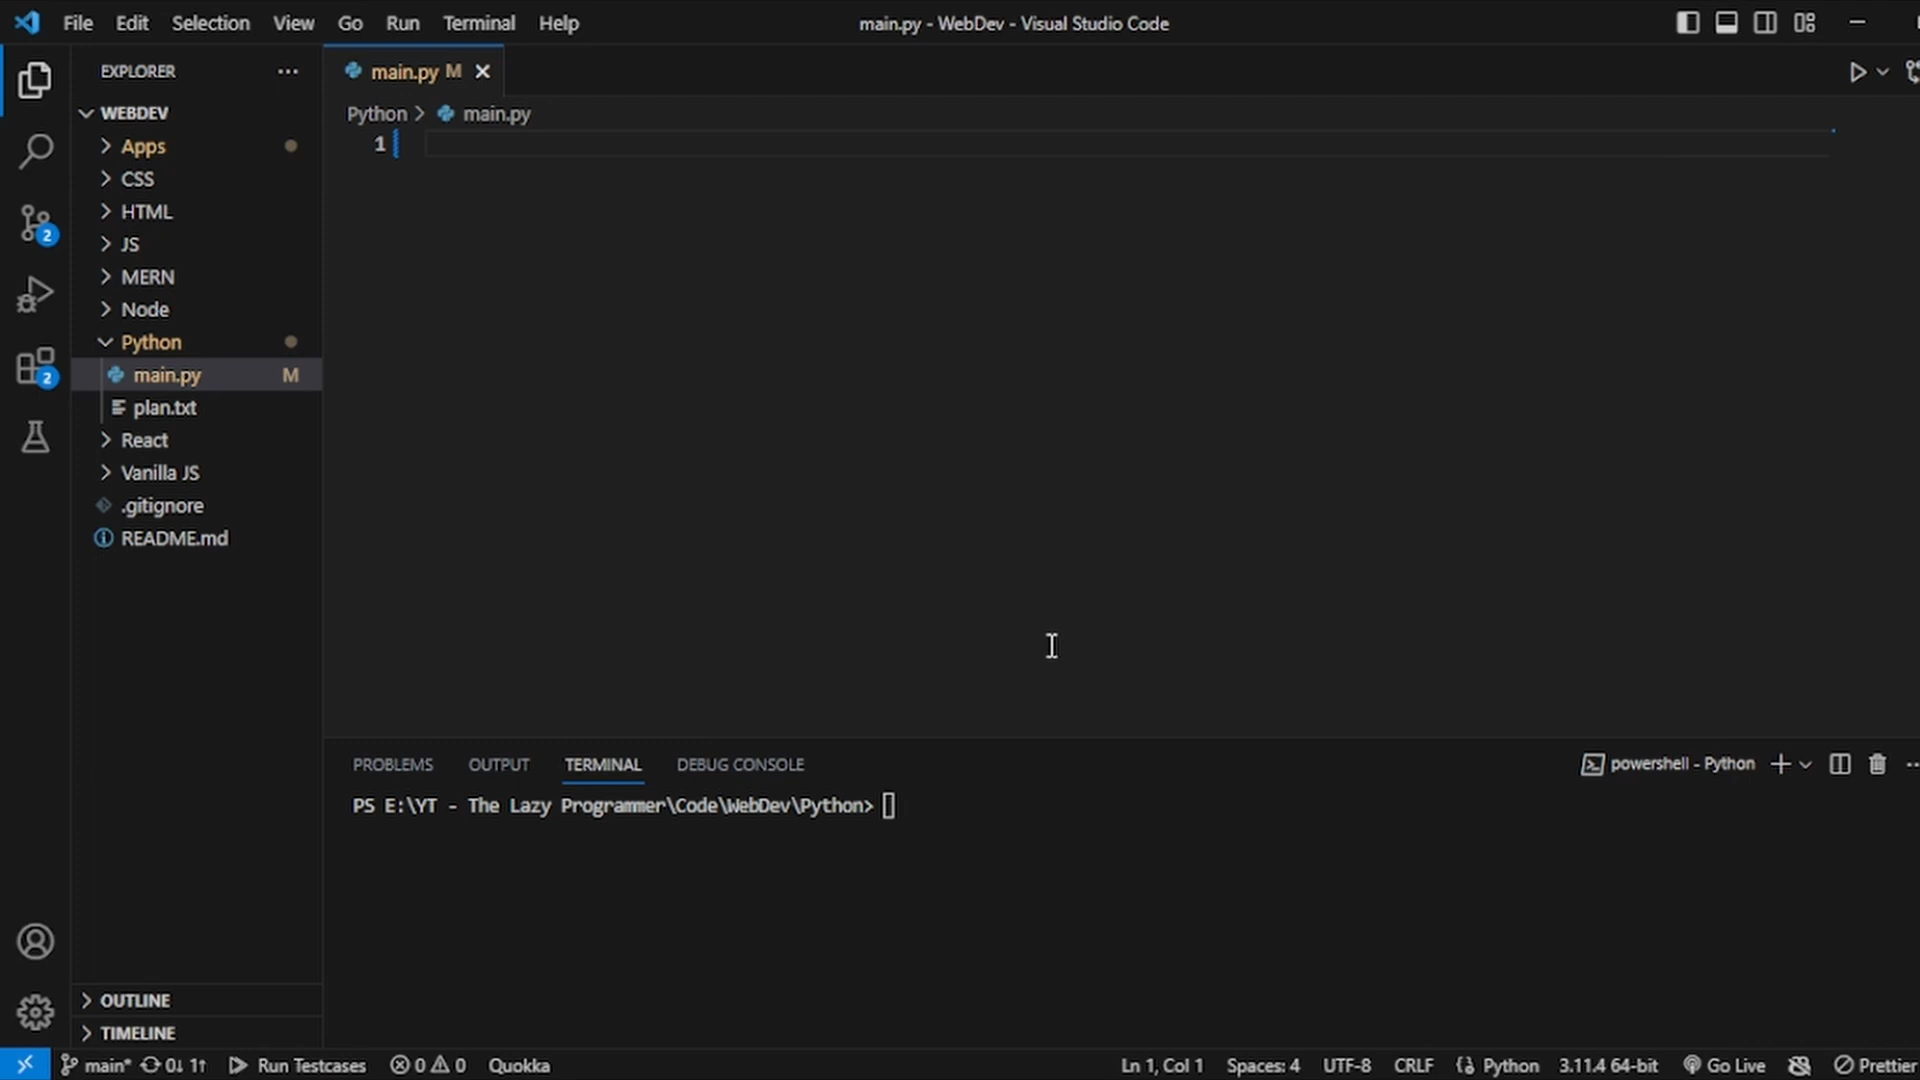 File Edit Selection View Go Run Terminal Help main.py - WebDev - Visual Studio Code
EXPLORER
main.py M
WEBDEV
Python > main.py
Apps
1
CSS
HTML
2
JS
MERN
Node
Python
main.py M
2
plan.txt
React
Vanilla JS
.gitignore
README.md
PROBLEMS OUTPUT TERMINAL DEBUG CONSOLE powershell - Python
PS E:\YT - The Lazy Programmer\Code\WebDev\Python>
OUTLINE
TIMELINE
main* 0↓ 1↑ Run Testcases 0 0 Quokka Ln 1, Col 1 Spaces: 4 UTF-8 CRLF Python 3.11.4 64-bit Go Live Prettier